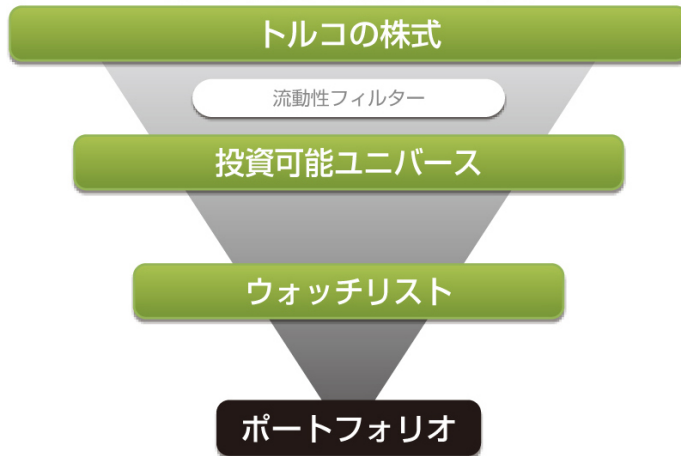 トルコの株式
流動性フィルター
投資可能ユニバース
ウォッチリスト
ポートフォリオ